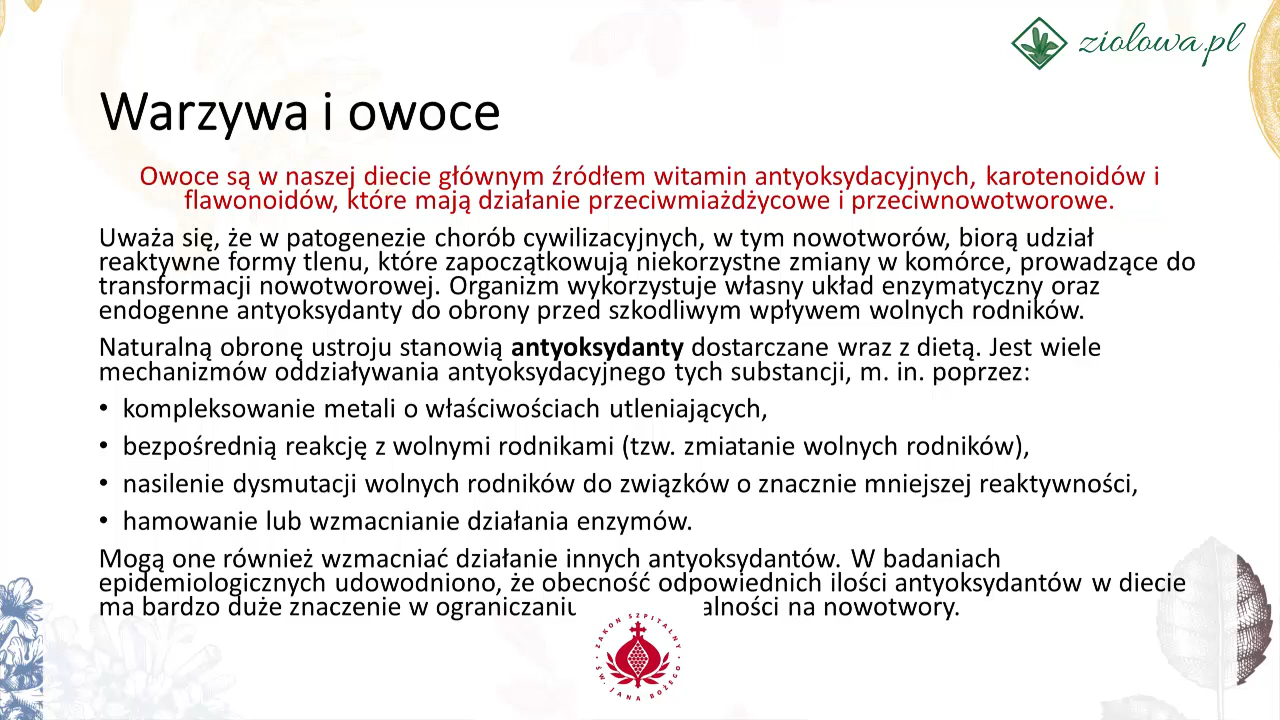 ziolowa.pl
Warzywa i owoce
Owoce są w naszej diecie głównym źródłem witamin antyoksydacyjnych, karotenoidów i
flawonoidów, które mają działanie przeciwmiażdżycowe i przeciwnowotworowe.
Uważa się, że w patogenezie chorób cywilizacyjnych, w tym nowotworów, biorą udział
reaktywne formy tlenu, które zapoczątkowują niekorzystne zmiany w komórce, prowadzące do
transformacji nowotworowej. Organizm wykorzystuje własny układ enzymatyczny oraz
endogenne antyoksydanty do obrony przed szkodliwym wpływem wolnych rodników.
Naturalną obronę ustroju stanowią antyoksydanty dostarczane wraz z dietą. Jest wiele
mechanizmów oddziaływania antyoksydacyjnego tych substancji, m. in. poprzez:
• kompleksowanie metali o właściwościach utleniających,
• bezpośrednią reakcję z wolnymi rodnikami (tzw. zmiatanie wolnych rodników),
• nasilenie dysmutacji wolnych rodników do związków o znacznie mniejszej reaktywności,
• hamowanie lub wzmacnianie działania enzymów.
Mogą one również wzmacniać działanie innych antyoksydantów. W badaniach
epidemiologicznych udowodniono, że obecność odpowiednich ilości antyoksydantów w diecie
ma bardzo duże znaczenie w ograniczaniu na nowotwory.
ZAKON SZPITALNY
ŚW. JANA BOŻEGO